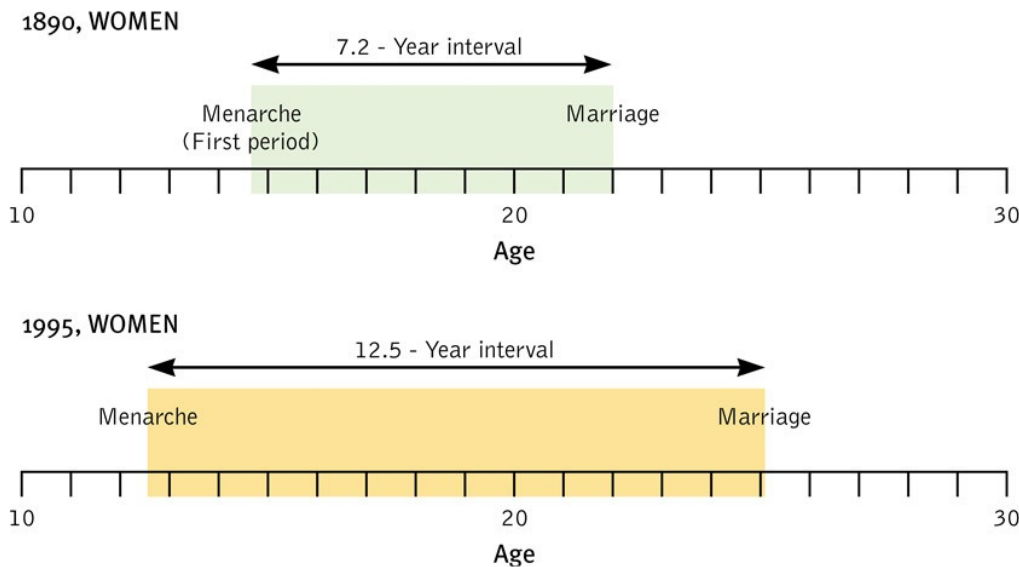 1890, WOMEN
7.2 - Year interval
Menarche
(First period)
Marriage
10
20
30
Age
1995, WOMEN
12.5 - Year interval
Menarche
Marriage
10
20
30
Age